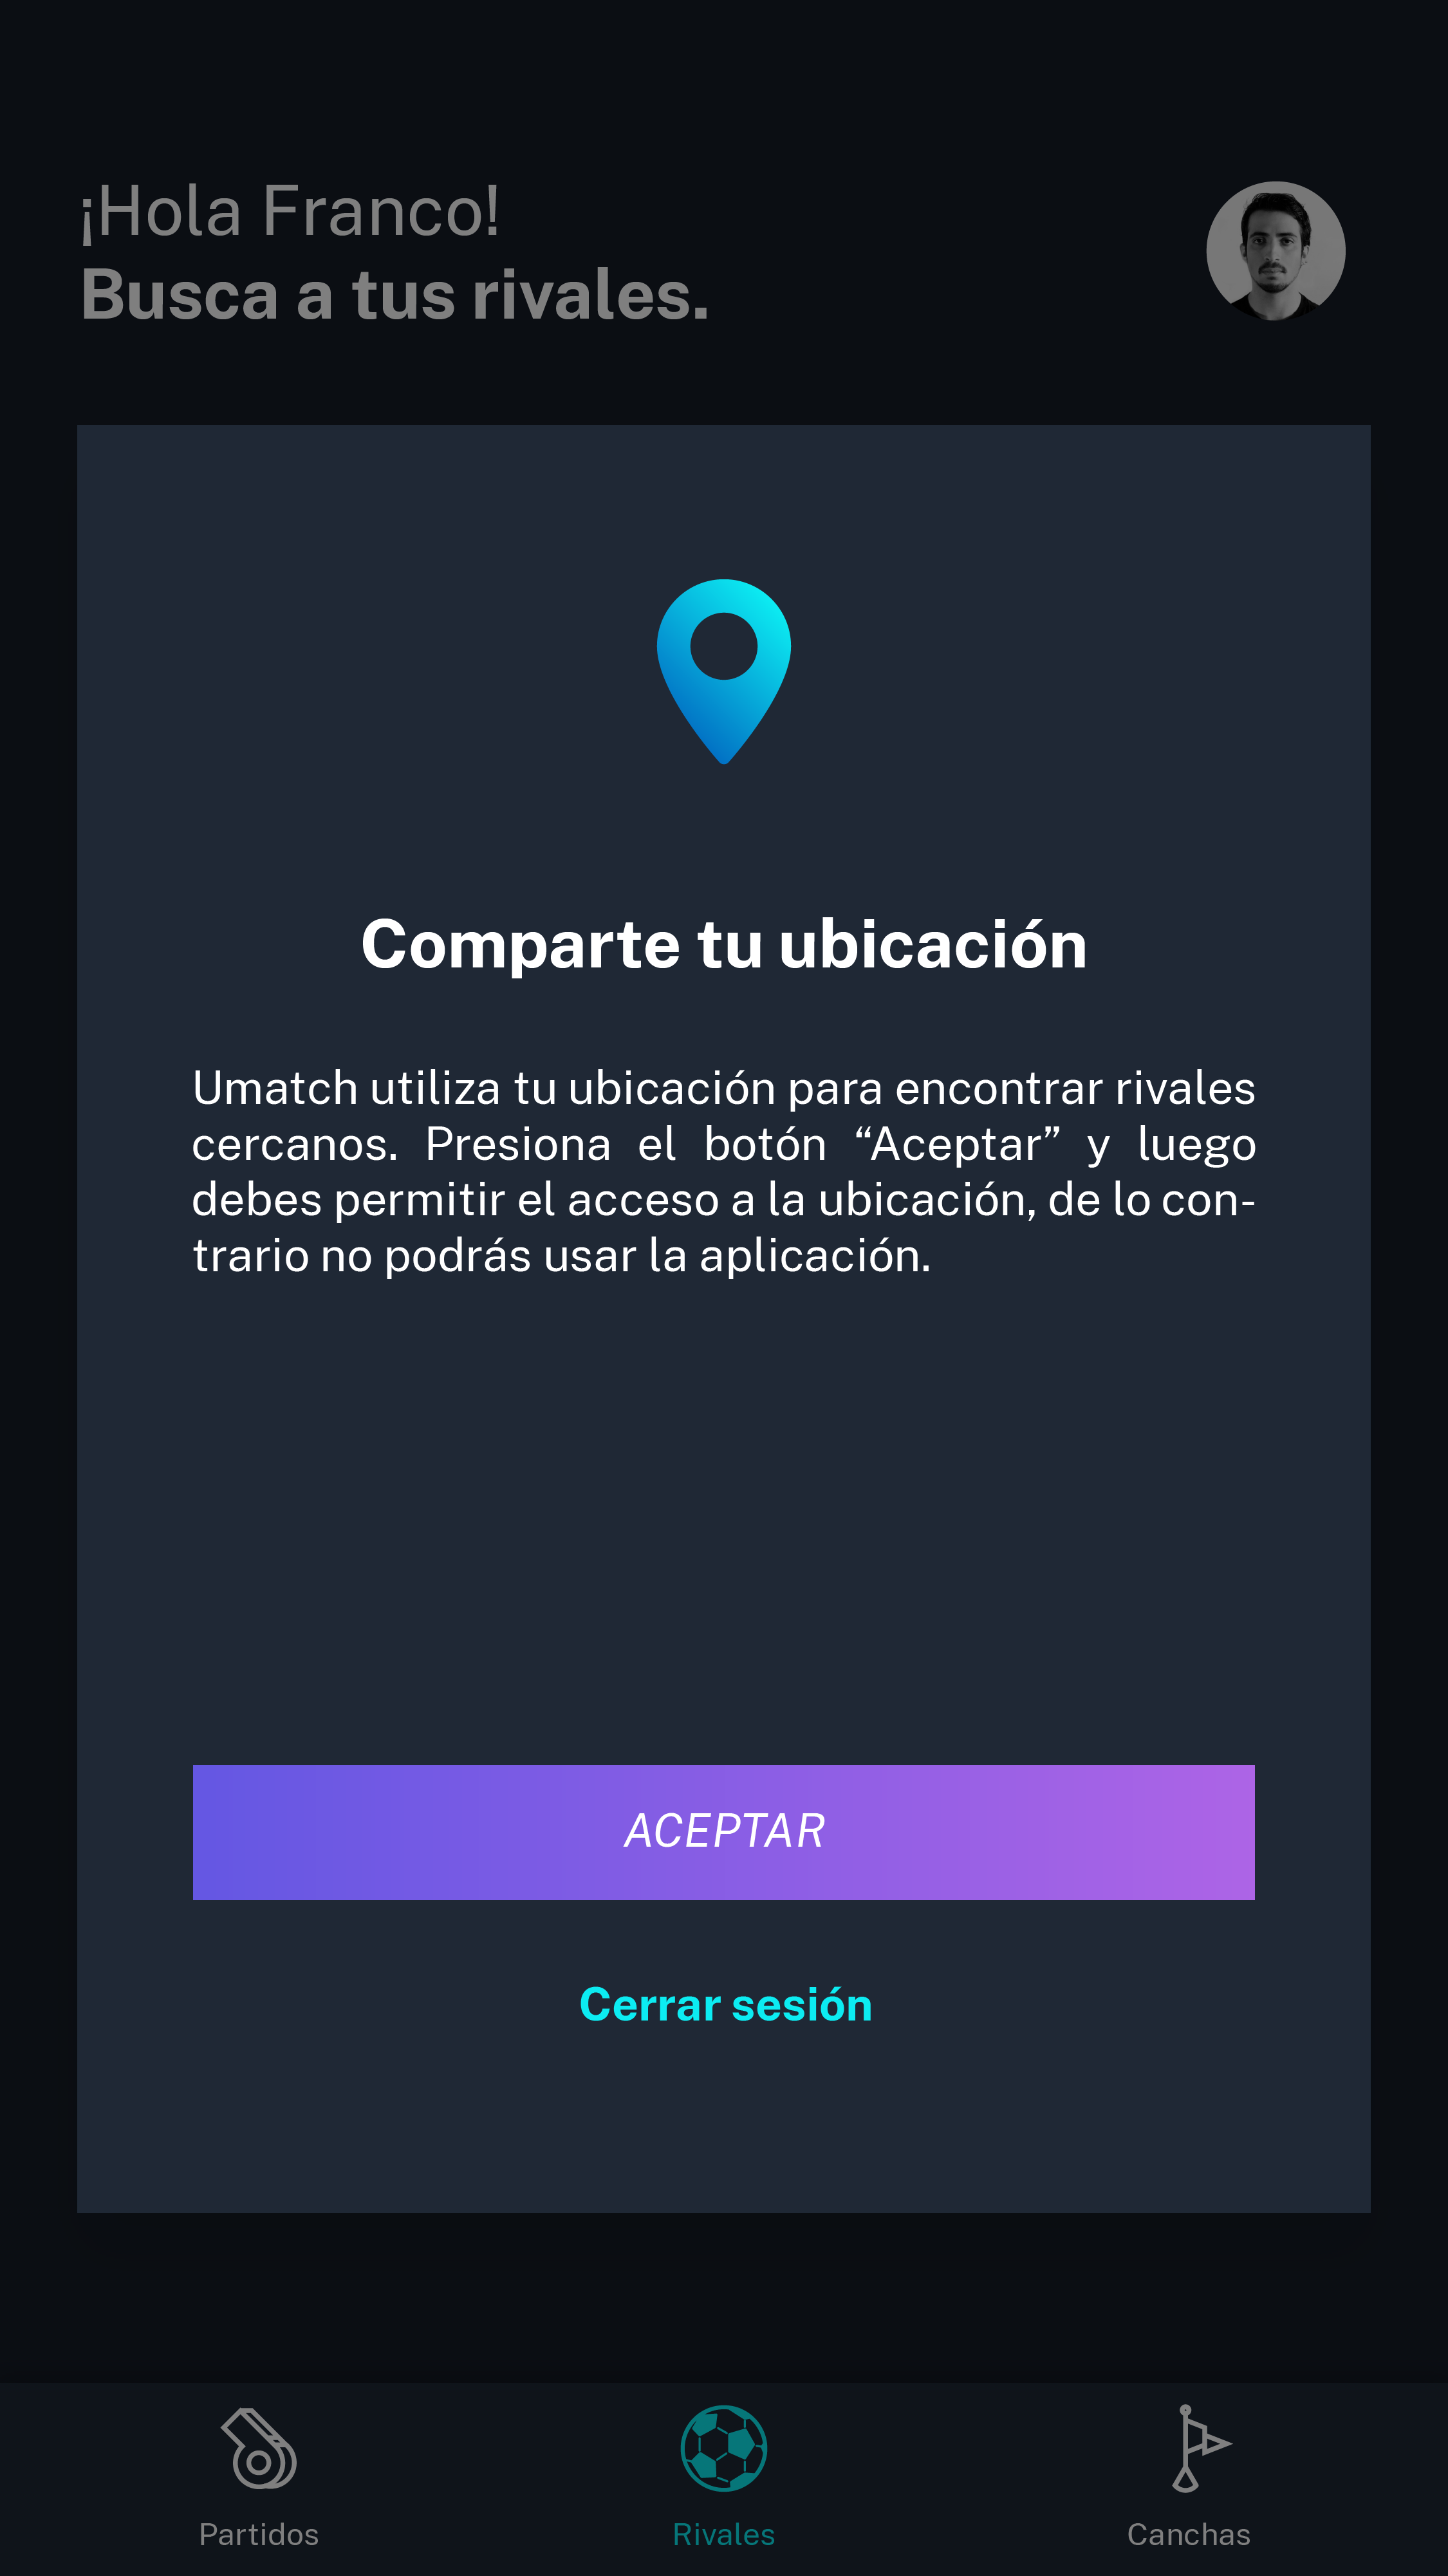 ¡Hola Franco!
Busca a tus rivales.
Comparte tu ubicación
Umatch utiliza tu ubicación para encontrar rivales
cercanos. Presiona el botón “Aceptar” y luego
debes permitir el acceso a la ubicación, de lo con-
trario no podrás usar la aplicación.
ACEPTAR
Cerrar sesión
Partidos
Rivales
Canchas